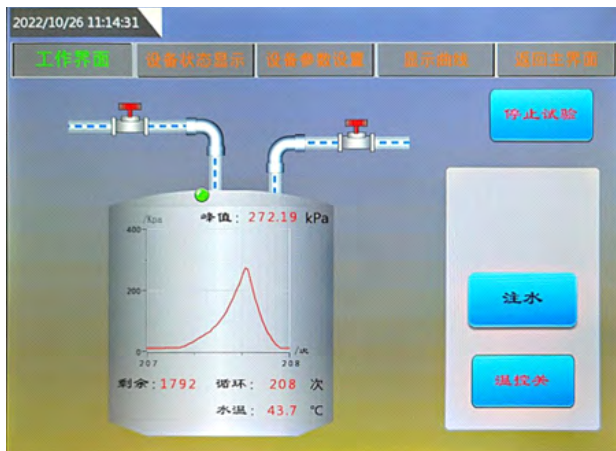 2022/10/26 11:14:31
工作界面 设备状态显示 设备参数设置 显示曲线 返回主界面
停止试验
/Kpa 峰值: 272.19 kPa
400
200
0
/次
207 208
注水
剩余: 1792 循环: 208 次
温控关
水温: 43.7 ℃